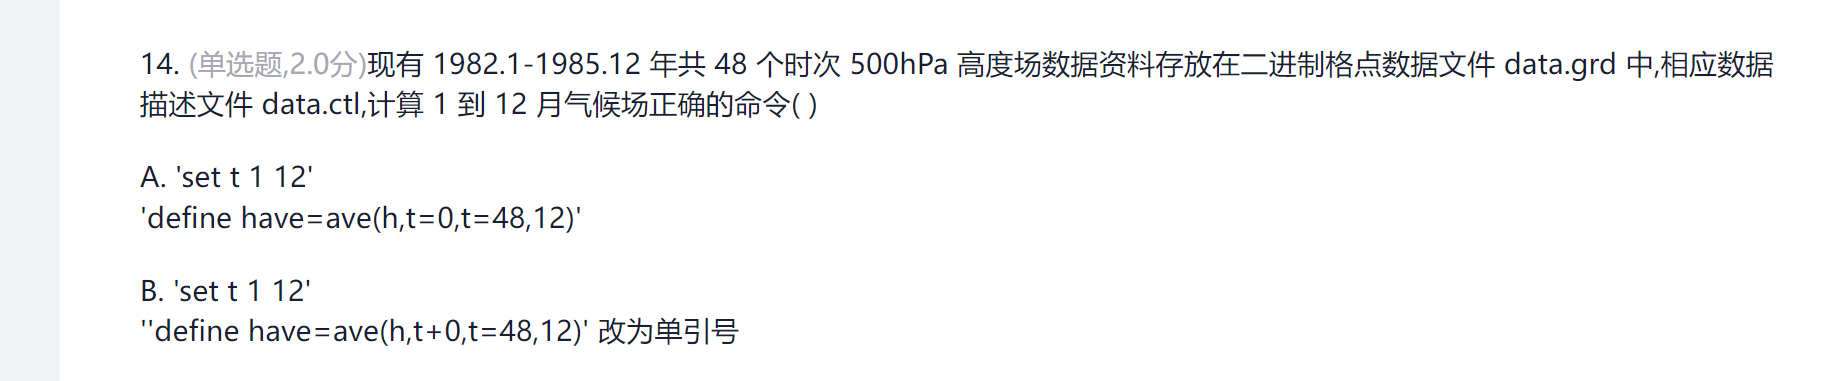 14. (单选题,2.0分)现有 1982.1-1985.12 年共 48 个时次 500hPa 高度场数据资料存放在二进制格点数据文件 data.grd 中,相应数据
描述文件 data.ctl,计算 1 到 12 月气候场正确的命令( )
A. 'set t 1 12'
'define have=ave(h,t=0,t=48,12)'
B. 'set t 1 12'
''define have=ave(h,t+0,t=48,12)' 改为单引号